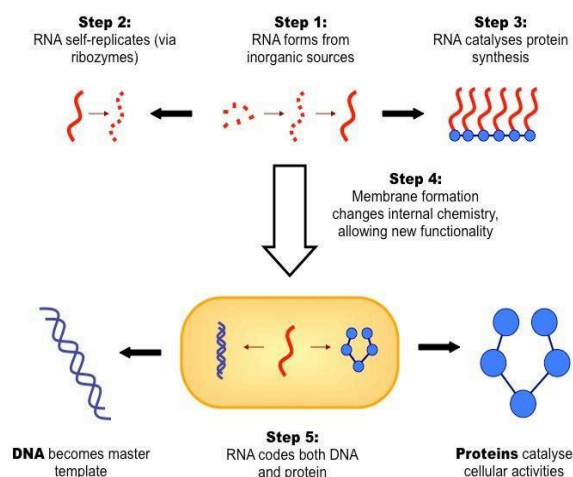 Step 2:
RNA self-replicates (via
ribozymes)
Step 1:
RNA forms from
inorganic sources
Step 3:
RNA catalyses protein
synthesis
Step 4:
Membrane formation
changes internal chemistry,
allowing new functionality
DNA becomes master
template
Step 5:
RNA codes both DNA
and protein
Proteins catalyse
cellular activities